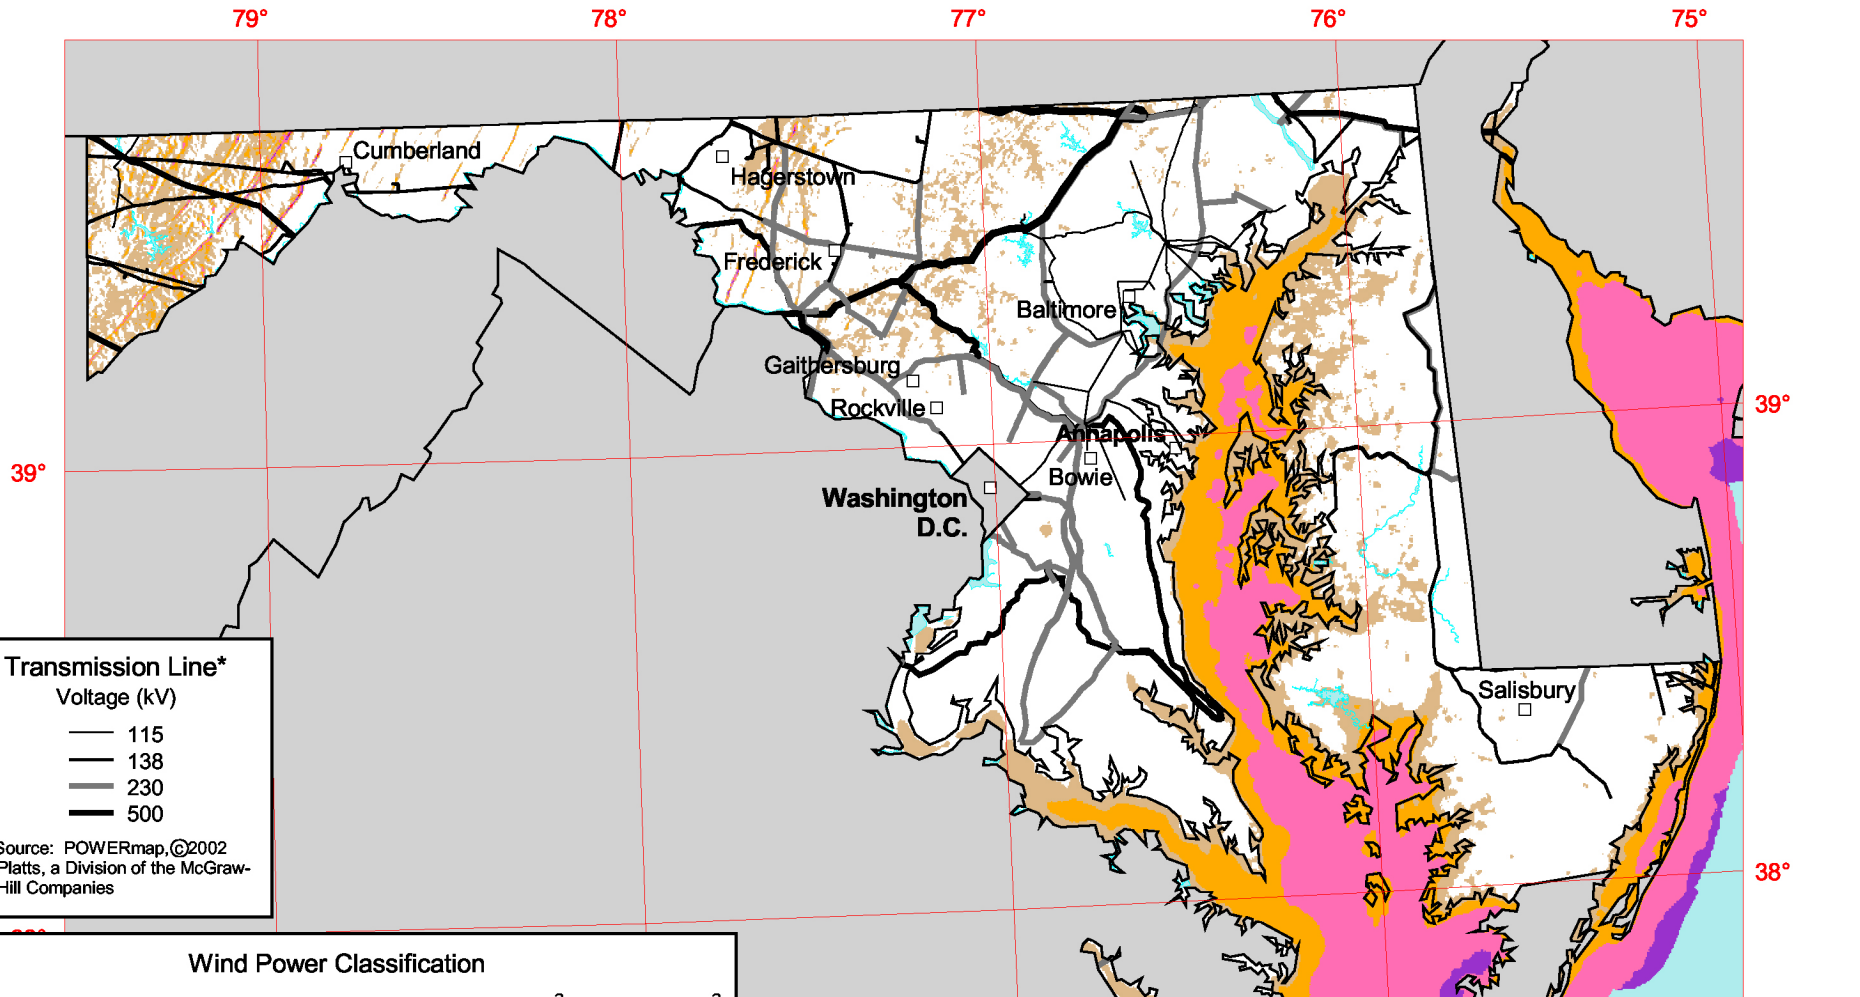 79° 78° 77° 76° 75°
Cumberland
Hagerstown
Frederick
Baltimore
Gaithersburg
39°
Rockville
Annapolis
39°
Bowie
Washington
D.C.
Transmission Line*
Voltage (kV)
115
138
230
500
Source: POWERmap,©2002
Platts, a Division of the McGraw-
Hill Companies
Salisbury
38°
Wind Power Classification